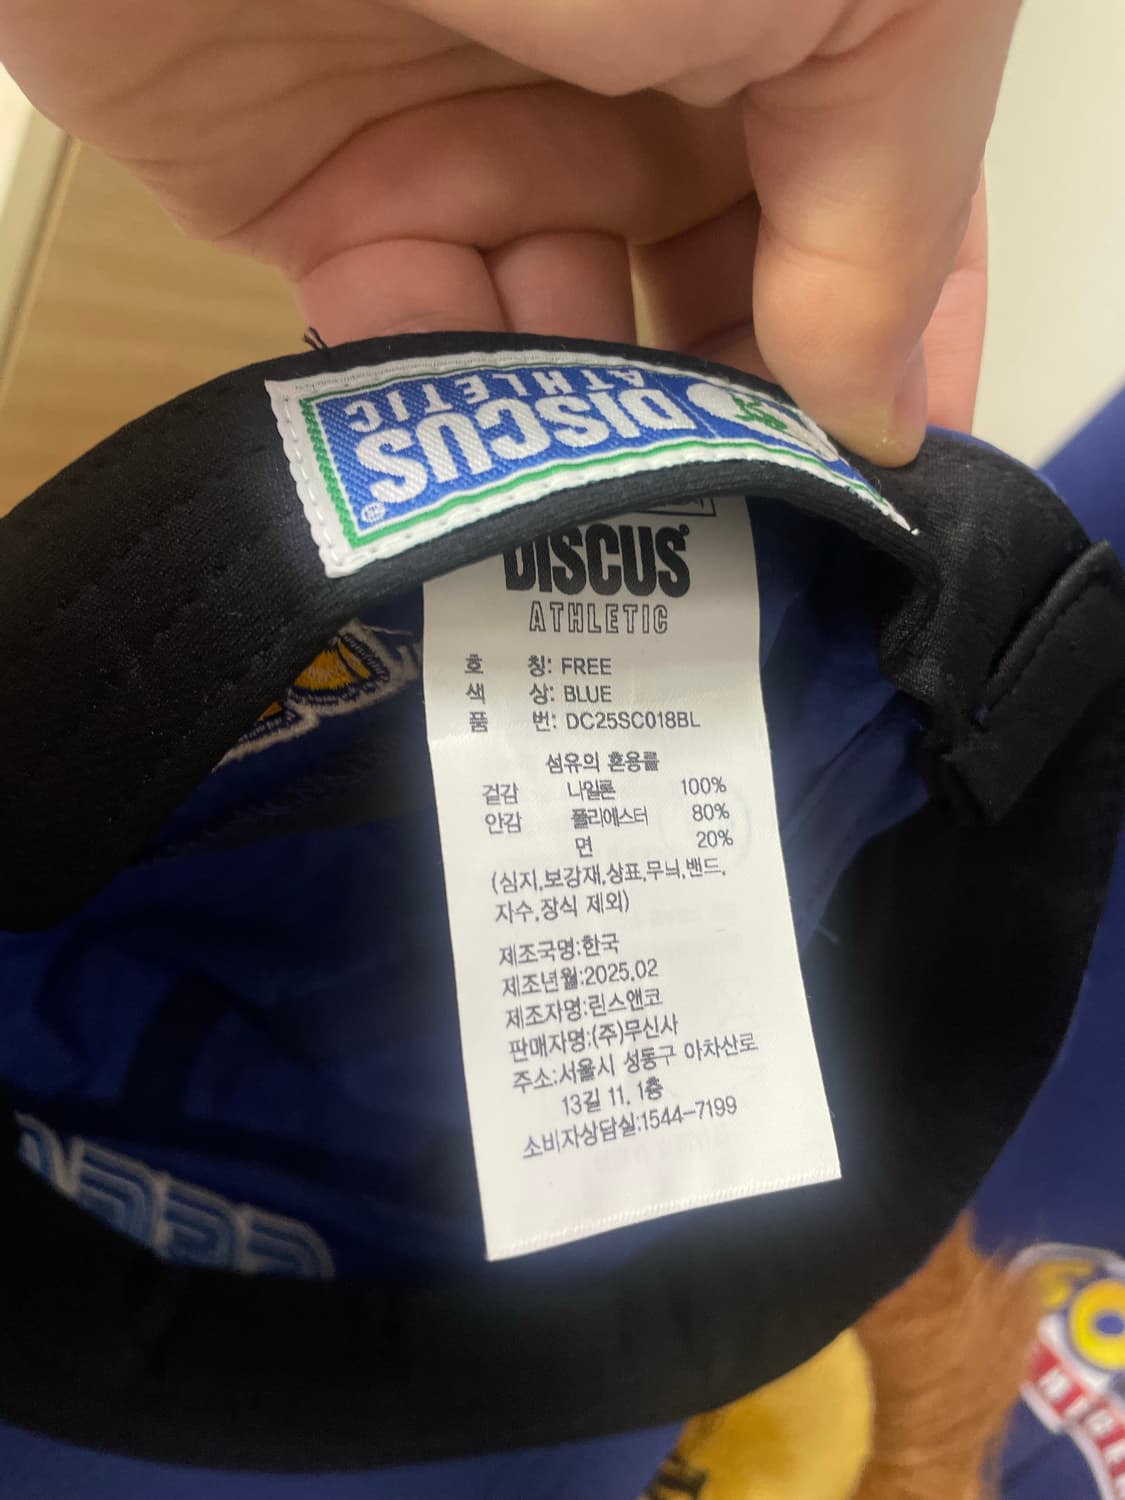 DISCUS
ATHLETIC
®
DISCUS
ATHLETIC
호 칭: FREE
색 상: BLUE
품 번: DC25SC018BL
섬유의 혼용률
겉감 나일론 100%
안감 폴리에스터 80%
면 20%
(심지,보강재,상표,무늬,밴드,
자수,장식 제외)
제조국명:한국
제조년월:2025.02
제조자명:린스앤코
판매자명:(주)무신사
주소:서울시 성동구 아차산로
13길 11, 1층
소비자상담실:1544-7199